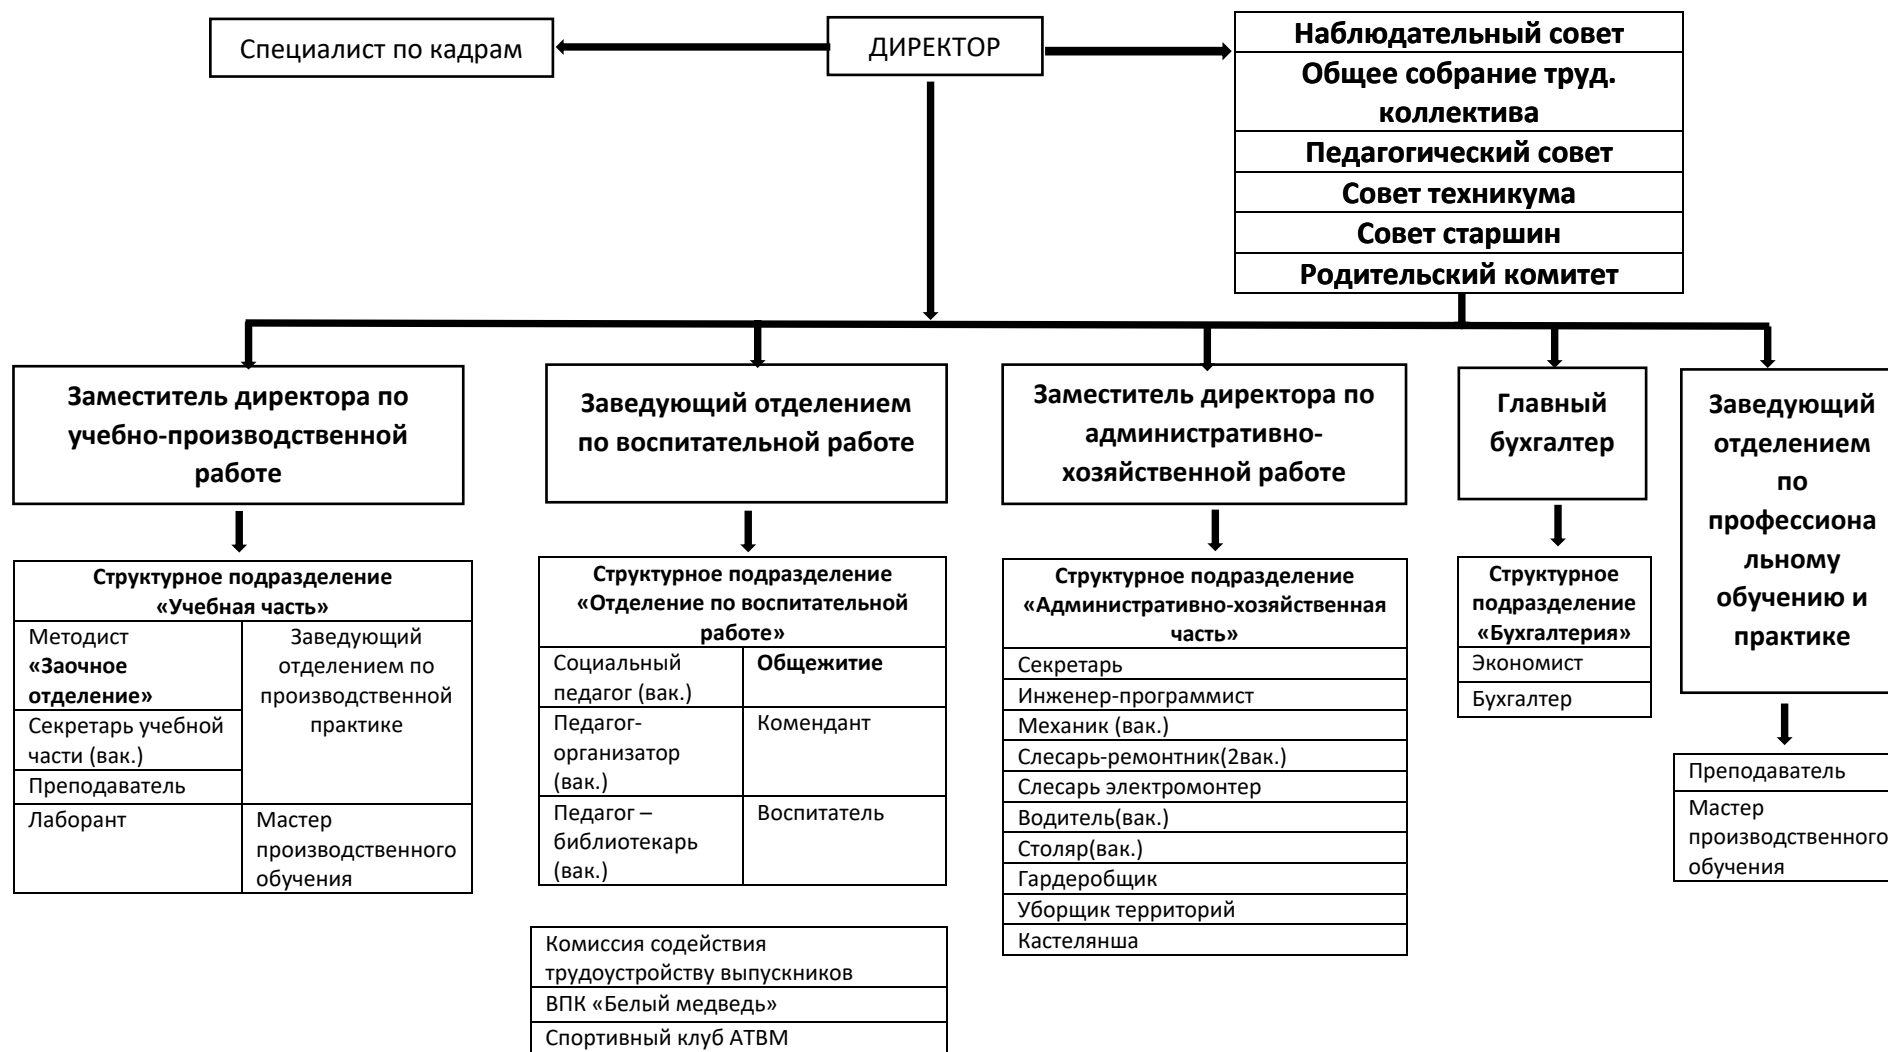 Специалист по кадрам
ДИРЕКТОР
Наблюдательный совет
Общее собрание труд.
коллектива
Педагогический совет
Совет техникума
Совет старшин
Родительский комитет
Заместитель директора по
учебно-производственной
работе
Заведующий отделением
по воспитательной работе
Заместитель директора по
административно-
хозяйственной работе
Главный
бухгалтер
Заведующий
отделением
по
профессиона
льному
обучению и
практике
Структурное подразделение
«Учебная часть»
Методист
«Заочное
отделение»
Секретарь учебной
части (вак.)
Преподаватель
Лаборант
Заведующий
отделением по
производственной
практике
Мастер
производственного
обучения
Структурное подразделение
«Отделение по воспитательной
работе»
Социальный
педагог (вак.)
Педагог-
организатор
(вак.)
Педагог –
библиотекарь
(вак.)
Общежитие
Комендант
Воспитатель
Комиссия содействия
трудоустройству выпускников
ВПК «Белый медведь»
Спортивный клуб АТВМ
Структурное подразделение
«Административно-хозяйственная
часть»
Секретарь
Инженер-программист
Механик (вак.)
Слесарь-ремонтник(2вак.)
Слесарь электромонтер
Водитель(вак.)
Столяр(вак.)
Гардеробщик
Уборщик территорий
Кастелянша
Структурное
подразделение
«Бухгалтерия»
Экономист
Бухгалтер
Преподаватель
Мастер
производственного
обучения